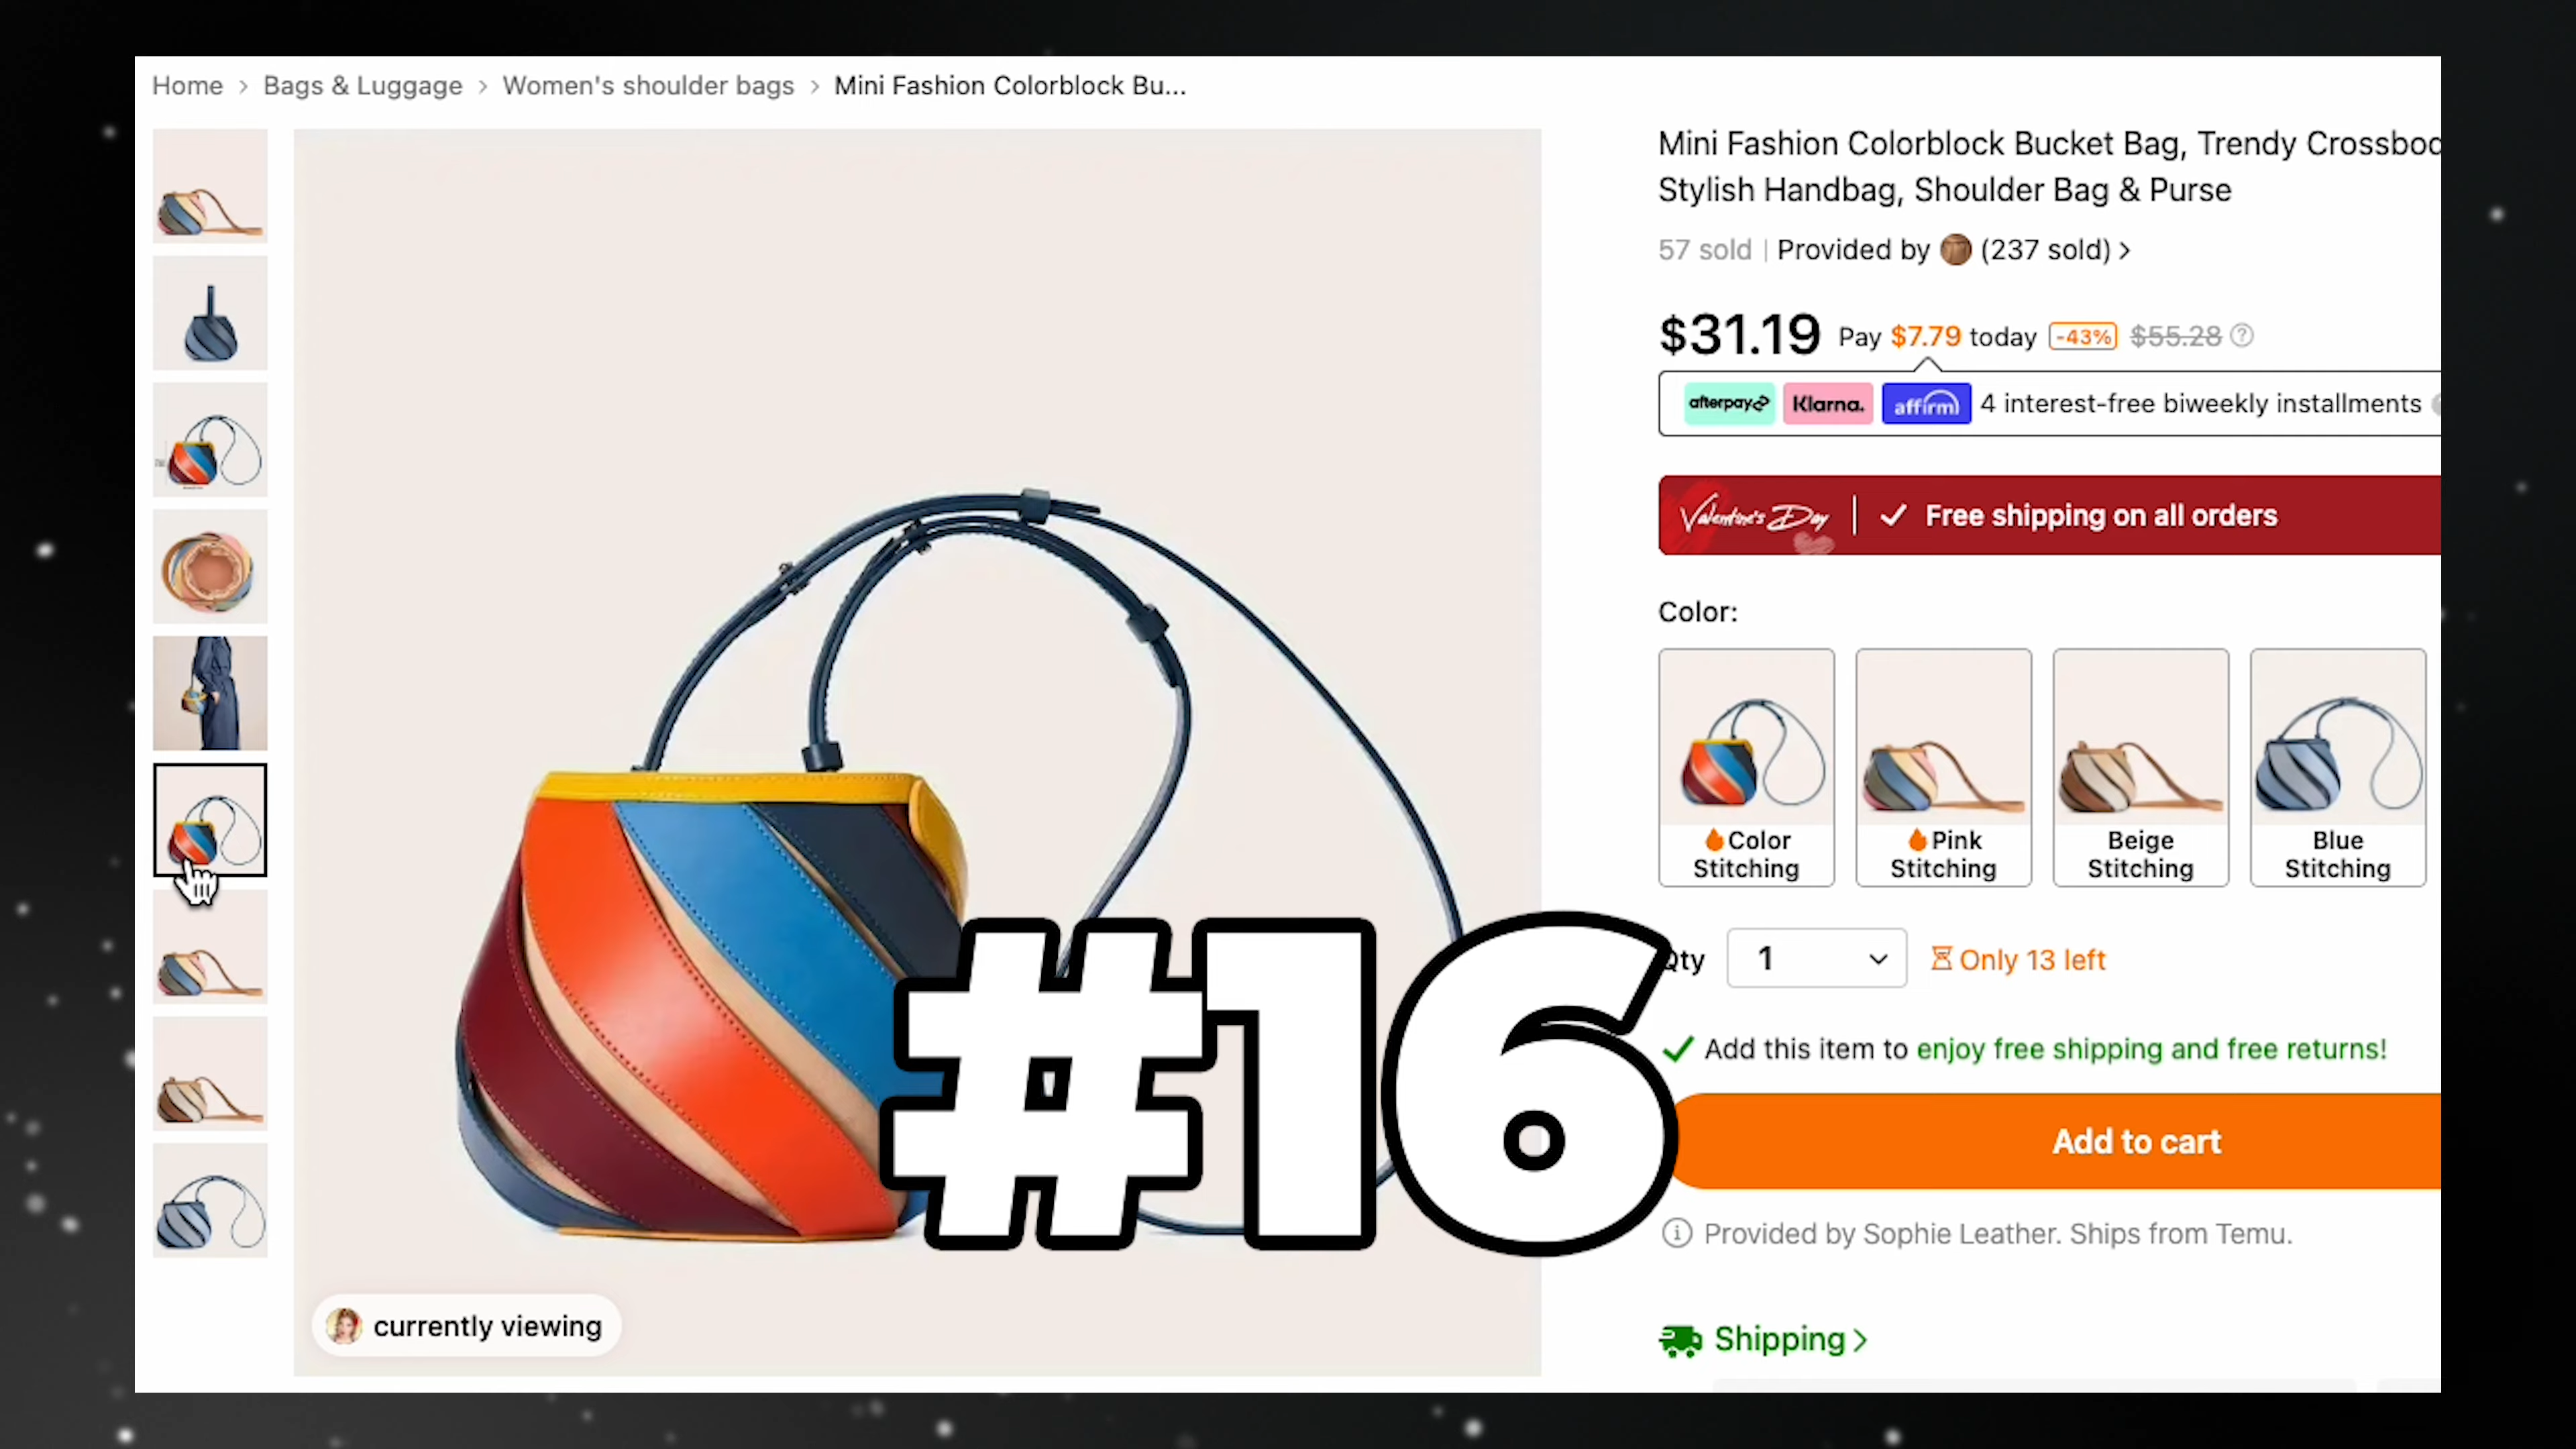 Home > Bags & Luggage > Women's shoulder bags > Mini Fashion Colorblock Bu...
Mini Fashion Colorblock Bucket Bag, Trendy Crossboo
Stylish Handbag, Shoulder Bag & Purse
57 sold | Provided by (237 sold) >
$31.19 Pay $7.79 today -43% $55.28
afterpay Klarna. affirm 4 interest-free biweekly installments
Valentine's Day | ✓ Free shipping on all orders
Color:
Color Stitching
Pink Stitching
Beige Stitching
Blue Stitching
Qty 1 Only 13 left
#16
✓ Add this item to enjoy free shipping and free returns!
Add to cart
Provided by Sophie Leather. Ships from Temu.
currently viewing
Shipping >